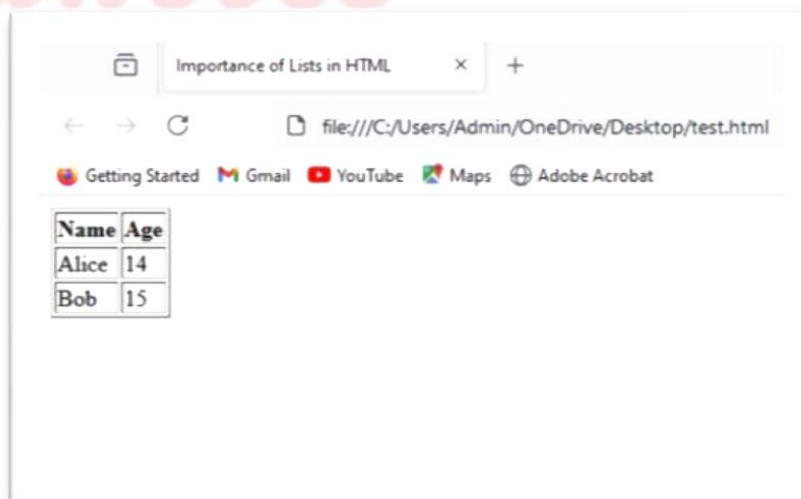 Importance of Lists in HTML
file:///C:/Users/Admin/OneDrive/Desktop/test.html
Getting Started Gmail YouTube Maps Adobe Acrobat
Name Age
Alice 14
Bob 15